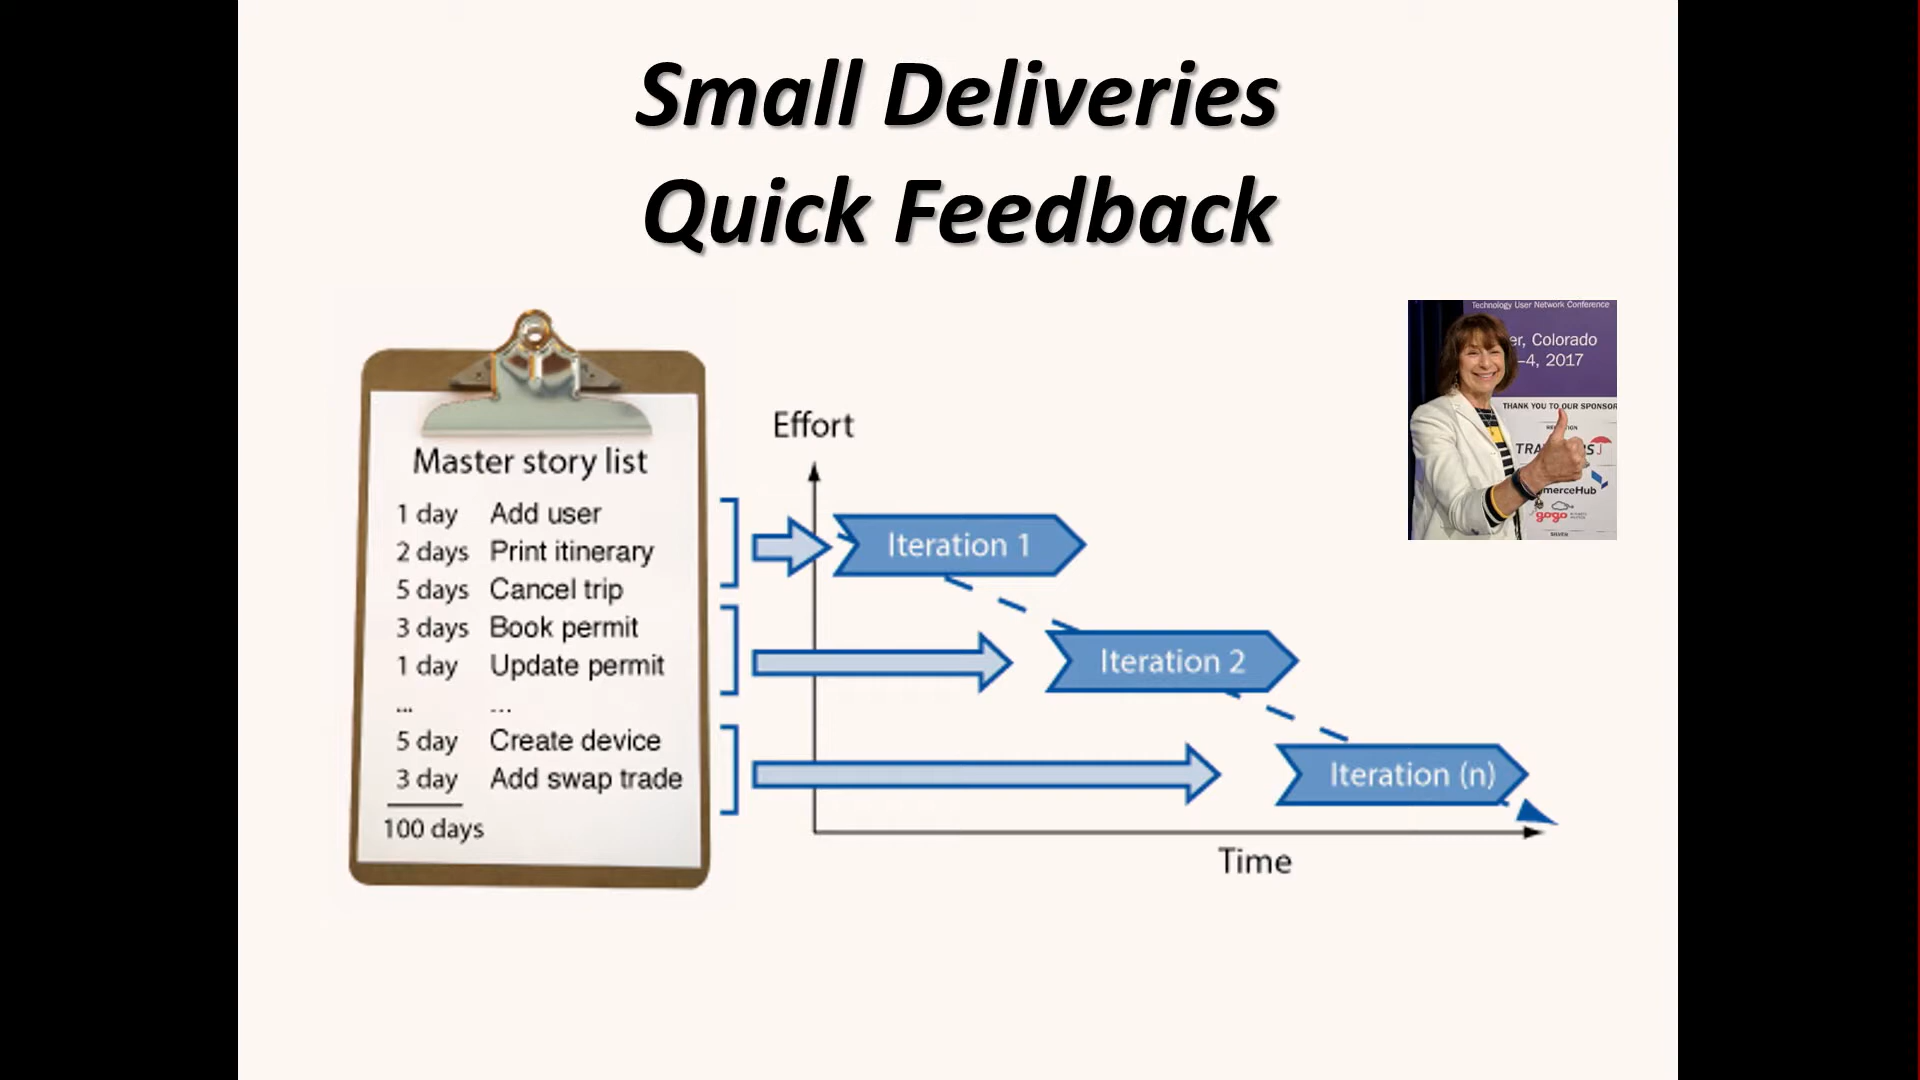 Small Deliveries
Quick Feedback
Master story list
1 day Add user
2 days Print itinerary
5 days Cancel trip
3 days Book permit
1 day Update permit
... ...
5 day Create device
3 day Add swap trade
100 days
Effort
Iteration 1
Iteration 2
Iteration (n)
Time
Technology User Network Conference
er, Colorado
–4, 2017
THANK YOU TO OUR SPONSOR
merceHub
gogo
SILVER